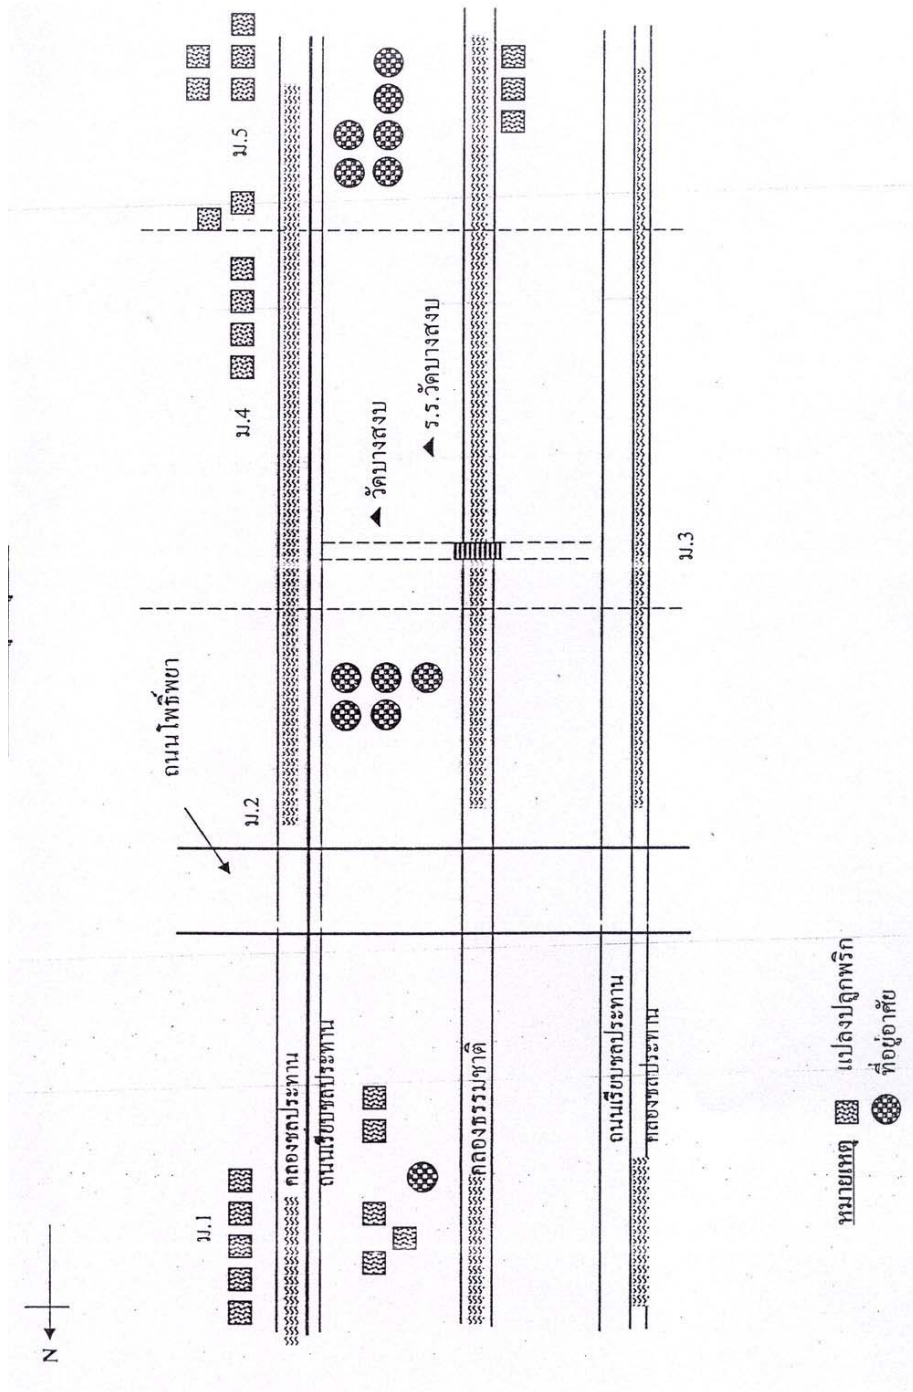 N
ม.1
คลองชลประทาน
ถนนเรียบชลประทาน
คลองธรรมชาติ
ถนนเรียบชลประทาน
คลองชลประทาน
ถนนโพธิ์พยา
ม.2
ม.3
ม.4
วัดบางสงบ
ร.ร.วัดบางสงบ
ม.5
หมายเหตุ
แปลงปลูกพริก
ที่อยู่อาศัย